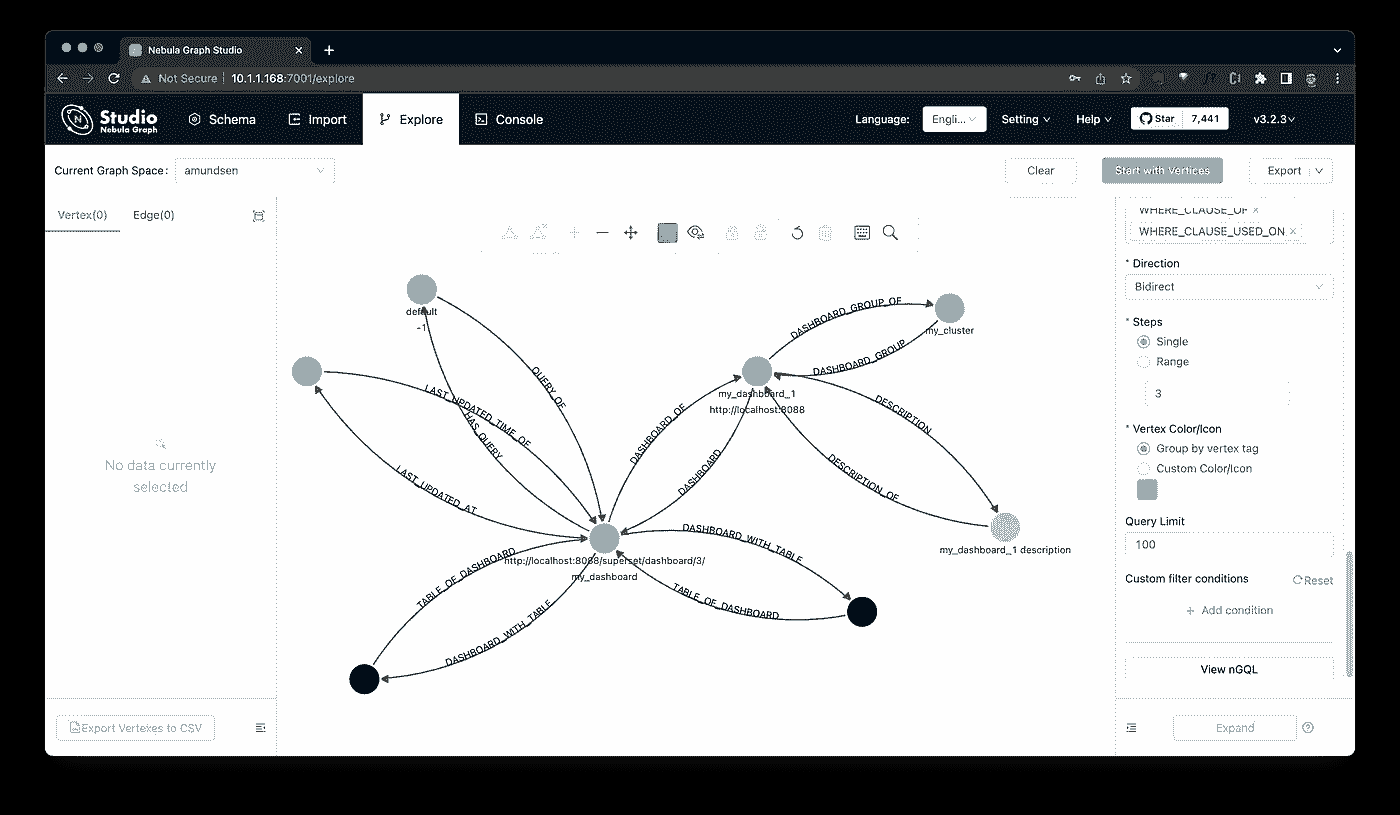 Nebula Graph Studio
Not Secure 10.1.1.168:7001/explore
Studio
Nebula Graph
Schema
Import
Explore
Console
Language:
Engli...
Setting
Help
Star 7,441
v3.2.3
Current Graph Space:
amundsen
Clear
Start with Vertices
Export
Vertex(0)
Edge(0)
No data currently
selected
Export Vertexes to CSV
default
-1
QUERY_OF
LAST_UPDATED_TIME_OF
HAS_QUERY
LAST_UPDATED_AT
DASHBOARD_GROUP_OF
my_cluster
DASHBOARD_GROUP
my_dashboard_1
http://localhost:8088
DASHBOARD_OF
DASHBOARD
DESCRIPTION
DESCRIPTION_OF
my_dashboard_1 description
DASHBOARD_WITH_TABLE
http://localhost:8088/superset/dashboard/3/
my_dashboard
TABLE_OF_DASHBOARD
TABLE_OF_DASHBOARD
DASHBOARD_WITH_TABLE
WHERE_CLAUSE_OF ×
WHERE_CLAUSE_USED_ON ×
* Direction
Bidirect
* Steps
Single
Range
3
* Vertex Color/Icon
Group by vertex tag
Custom Color/Icon
Query Limit
100
Custom filter conditions
Reset
+ Add condition
View nGQL
Expand